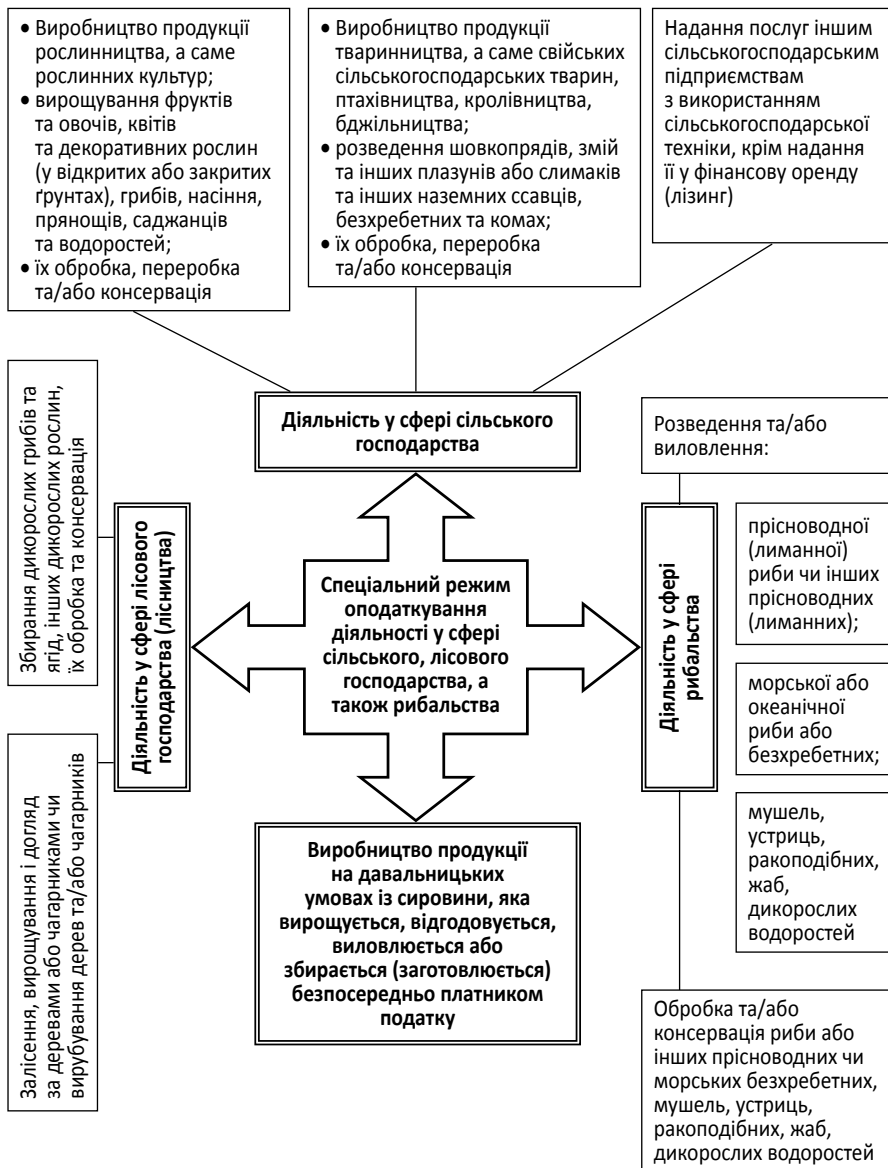 • Виробництво продукції
рослинництва, а саме
рослинних культур;
• вирощування фруктів
та овочів, квітів
та декоративних рослин
(у відкритих або закритих
ґрунтах), грибів, насіння,
прянощів, саджанців
та водоростей;
• їх обробка, переробка
та/або консервація
• Виробництво продукції
тваринництва, а саме свійських
сільськогосподарських тварин,
птахівництва, кролівництва,
бджільництва;
• розведення шовкопрядів, змій
та інших плазунів або слимаків
та інших наземних ссавців,
безхребетних та комах;
• їх обробка, переробка
та/або консервація
Надання послуг іншим
сільськогосподарським
підприємствам
з використанням
сільськогосподарської
техніки, крім надання
її у фінансову оренду
(лізинг)
Діяльність у сфері сільського
господарства
Збирання дикорослих грибів та
ягід, інших дикорослих рослин,
їх обробка та консервація
Діяльність у сфері лісового
господарства (лісництва)
Залісення, вирощування і догляд
за деревами або чагарниками чи
вирубування дерев та/або чагарників
Спеціальний режим
оподаткування
діяльності у сфері
сільського, лісового
господарства, а
також рибальства
Розведення та/або
виловлення:
Діяльність у сфері
рибальства
прісноводної
(лиманної)
риби чи інших
прісноводних
(лиманних);
морської або
океанічної
риби або
безхребетних;
мушель,
устриць,
ракоподібних,
жаб,
дикорослих
водоростей
Обробка та/або
консервація риби або
інших прісноводних чи
морських безхребетних,
мушель, устриць,
ракоподібних, жаб,
дикорослих водоростей
Виробництво продукції
на давальницьких
умовах із сировини, яка
вирощується, відгодовується,
виловлюється або
збирається (заготовлюється)
безпосередньо платником
податку